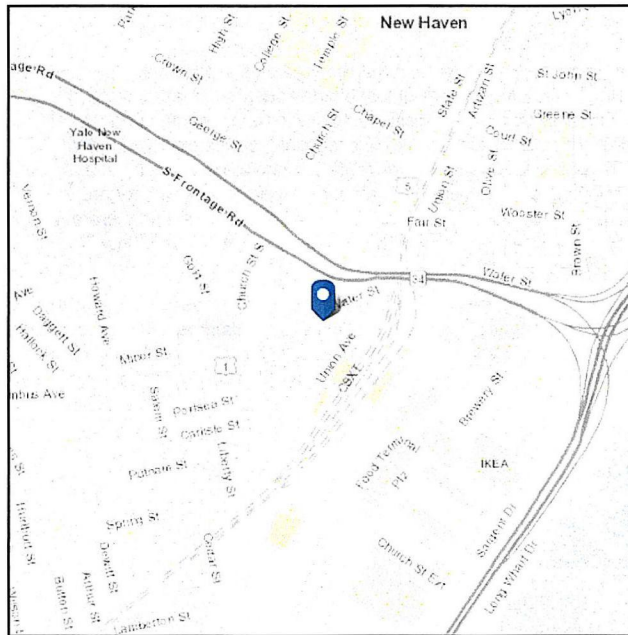 New Haven
High St
College St
Temple St
Crown St
age Rd
St John St
State St
Artizan St
Greene St
George St
Church St
Chapel St
Court St
Yale New
Haven
Hospital
S Frontage Rd
5
Union St
Olive St
Vernon St
Fair St
Wooster St
Brown St
Gold St
Church St S
34
Water St
Ave
Howard Ave
Water St
Daggett St
Hallock St
Union Ave
1
CSXT
Brewery St
mbus Ave
Portsea St
Carlisle St
Liberty St
Putnam St
Food Terminal
Plz
IKEA
Spring St
Cedar St
Sargent Dr
Long Wharf Dr
Hurlburt St
Dewitt St
Button St
Arthur St
Church St Ext
Lamberton St